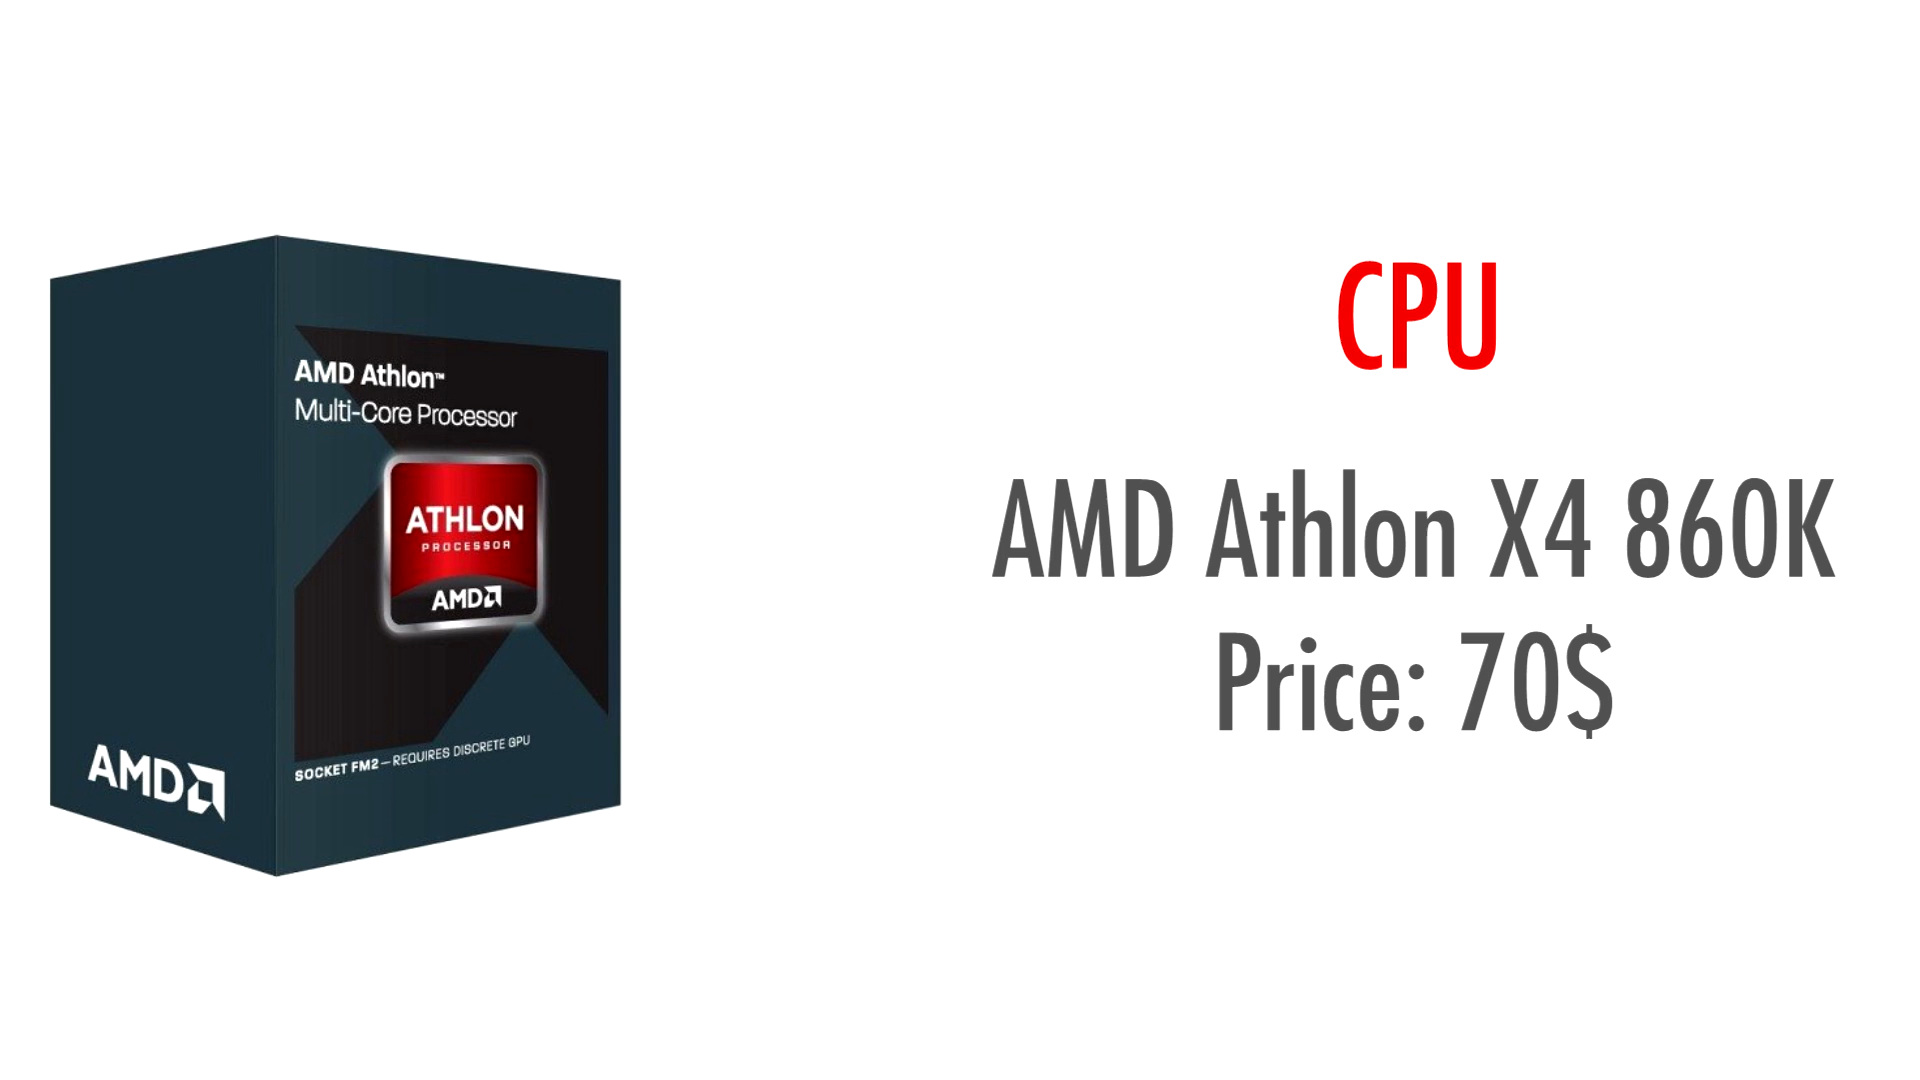 AMD Athlon™
Multi-Core Processor
ATHLON
PROCESSOR
AMD
SOCKET FM2 — REQUIRES DISCRETE GPU
AMD
CPU
AMD Athlon X4 860K
Price: 70$